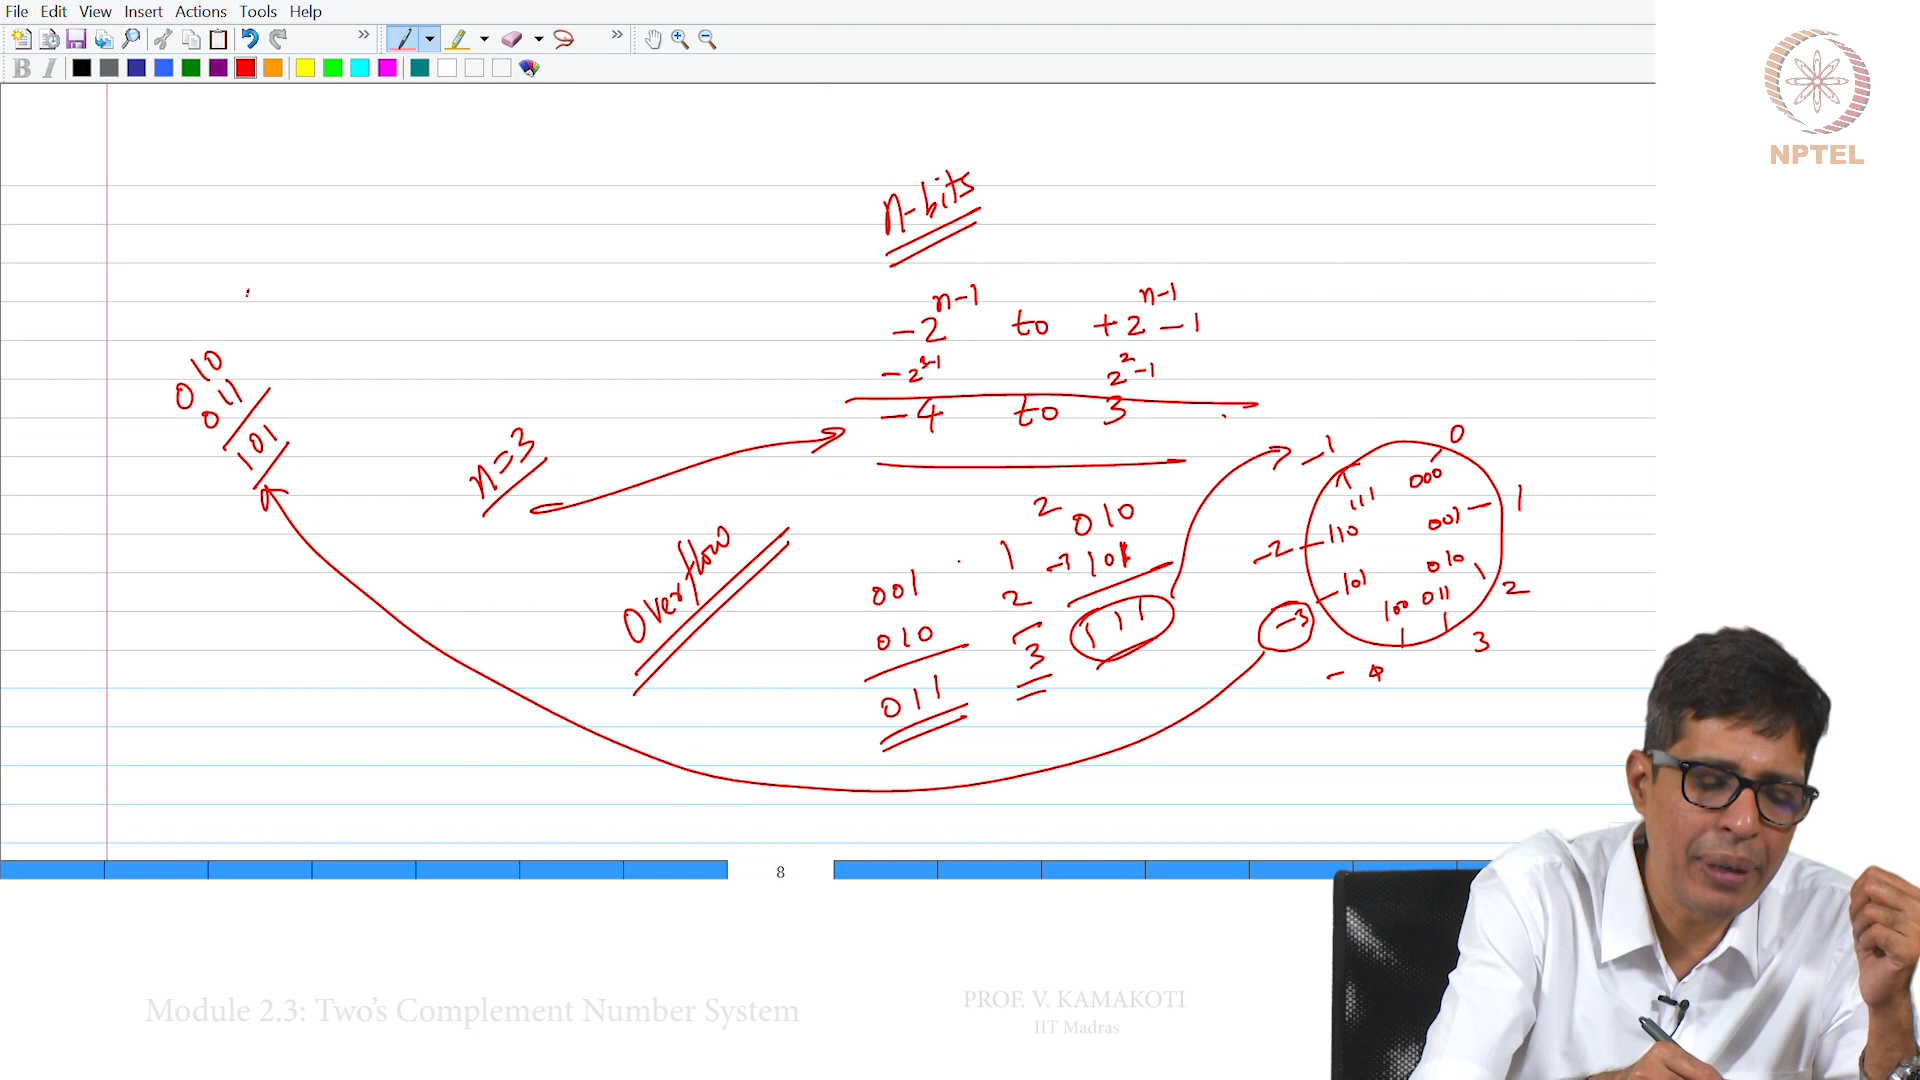 File Edit View Insert Actions Tools Help
B I
NPTEL
n-bits
-2^n-1 to +2^n-1 -1
-2^3-1 2^2-1
-4 to 3
010
011
101
n=3
Overflow
001 1
010 2
011 3
2 010
-3 101
111
-1
0
1
2
3
-4
-3
-2
000
001
010
011
100
101
110
111
8
Module 2.3: Two's Complement Number System
PROF. V. KAMAKOTI
IIT Madras